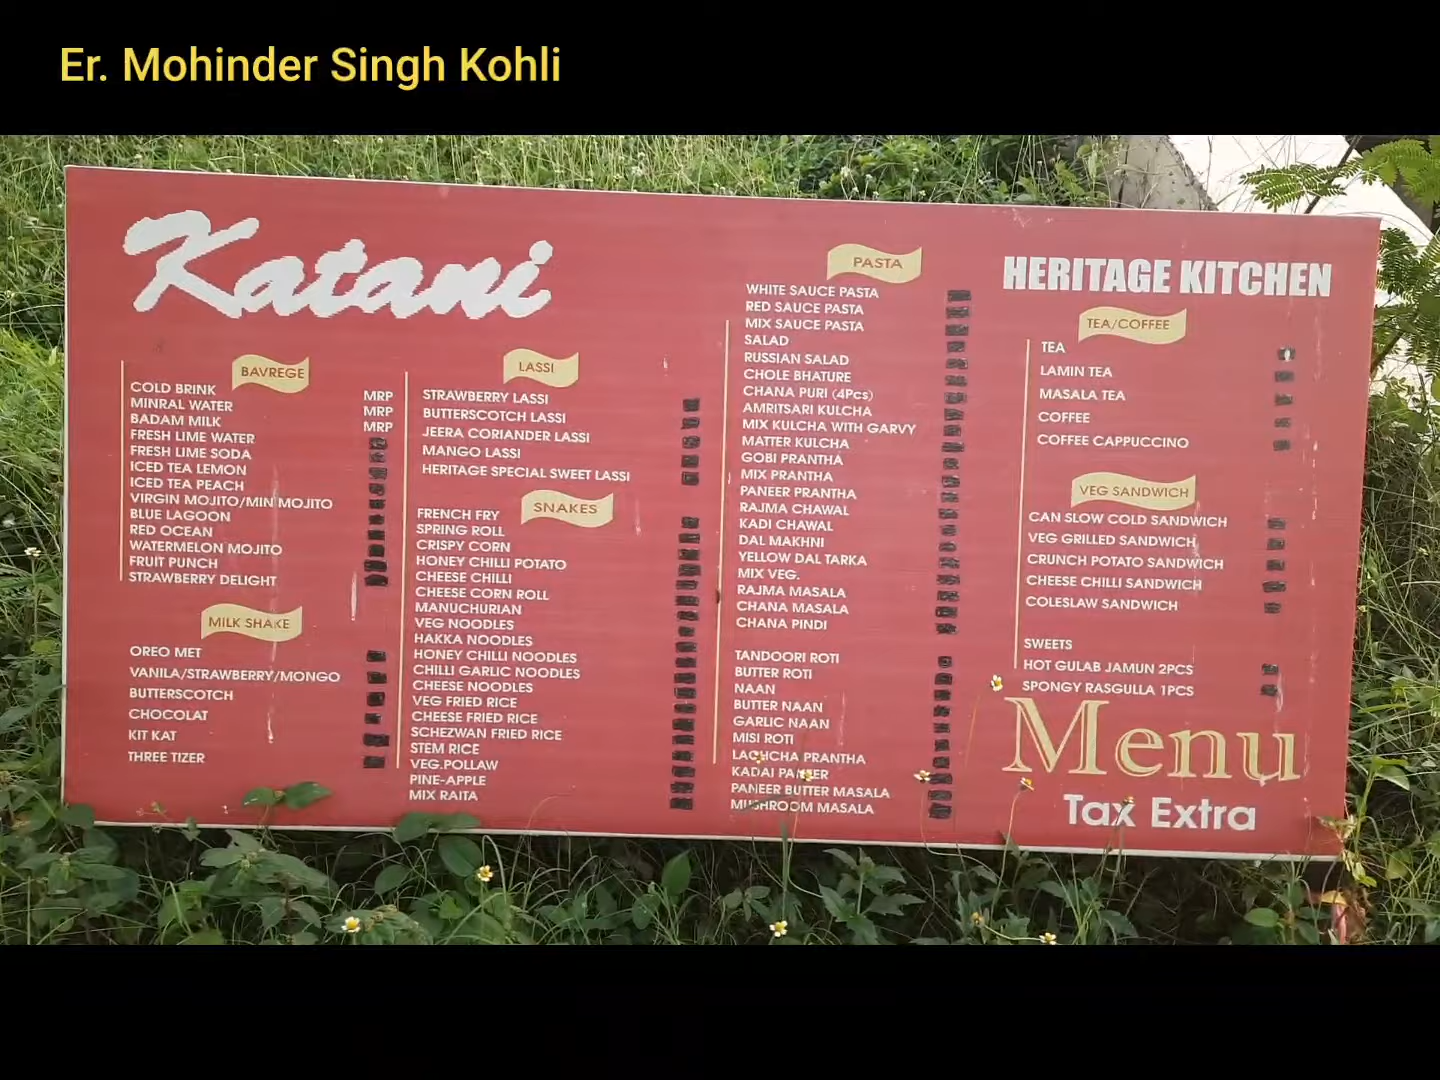 Er. Mohinder Singh Kohli
Katani
BAVREGE
COLD BRINK MRP
MINRAL WATER MRP
BADAM MILK MRP
FRESH LIME WATER
FRESH LIME SODA
ICED TEA LEMON
ICED TEA PEACH
VIRGIN MOJITO/MIN MOJITO
BLUE LAGOON
RED OCEAN
WATERMELON MOJITO
FRUIT PUNCH
STRAWBERRY DELIGHT
MILK SHAKE
OREO MET
VANILA/STRAWBERRY/MONGO
BUTTERSCOTCH
CHOCOLAT
KIT KAT
THREE TIZER
LASSI
STRAWBERRY LASSI
BUTTERSCOTCH LASSI
JEERA CORIANDER LASSI
MANGO LASSI
HERITAGE SPECIAL SWEET LASSI
SNAKES
FRENCH FRY
SPRING ROLL
CRISPY CORN
HONEY CHILLI POTATO
CHEESE CHILLI
CHEESE CORN ROLL
MANUCHURIAN
VEG NOODLES
HAKKA NOODLES
HONEY CHILLI NOODLES
CHILLI GARLIC NOODLES
CHEESE NOODLES
VEG FRIED RICE
CHEESE FRIED RICE
SCHEZWAN FRIED RICE
STEM RICE
VEG.POLLAW
PINE-APPLE
MIX RAITA
PASTA
WHITE SAUCE PASTA
RED SAUCE PASTA
MIX SAUCE PASTA
SALAD
RUSSIAN SALAD
CHOLE BHATURE
CHANA PURI (4Pcs)
AMRITSARI KULCHA
MIX KULCHA WITH GARVY
MATTER KULCHA
GOBI PRANTHA
MIX PRANTHA
PANEER PRANTHA
RAJMA CHAWAL
KADI CHAWAL
DAL MAKHNI
YELLOW DAL TARKA
MIX VEG.
RAJMA MASALA
CHANA MASALA
CHANA PINDI
TANDOORI ROTI
BUTTER ROTI
NAAN
BUTTER NAAN
GARLIC NAAN
MISI ROTI
LACHCHA PRANTHA
KADAI PANEER
PANEER BUTTER MASALA
MUSHROOM MASALA
HERITAGE KITCHEN
TEA/COFFEE
TEA
LAMIN TEA
MASALA TEA
COFFEE
COFFEE CAPPUCCINO
VEG SANDWICH
CAN SLOW COLD SANDWICH
VEG GRILLED SANDWICH
CRUNCH POTATO SANDWICH
CHEESE CHILLI SANDWICH
COLESLAW SANDWICH
SWEETS
HOT GULAB JAMUN 2PCS
SPONGY RASGULLA 1PCS
Menu
Tax Extra